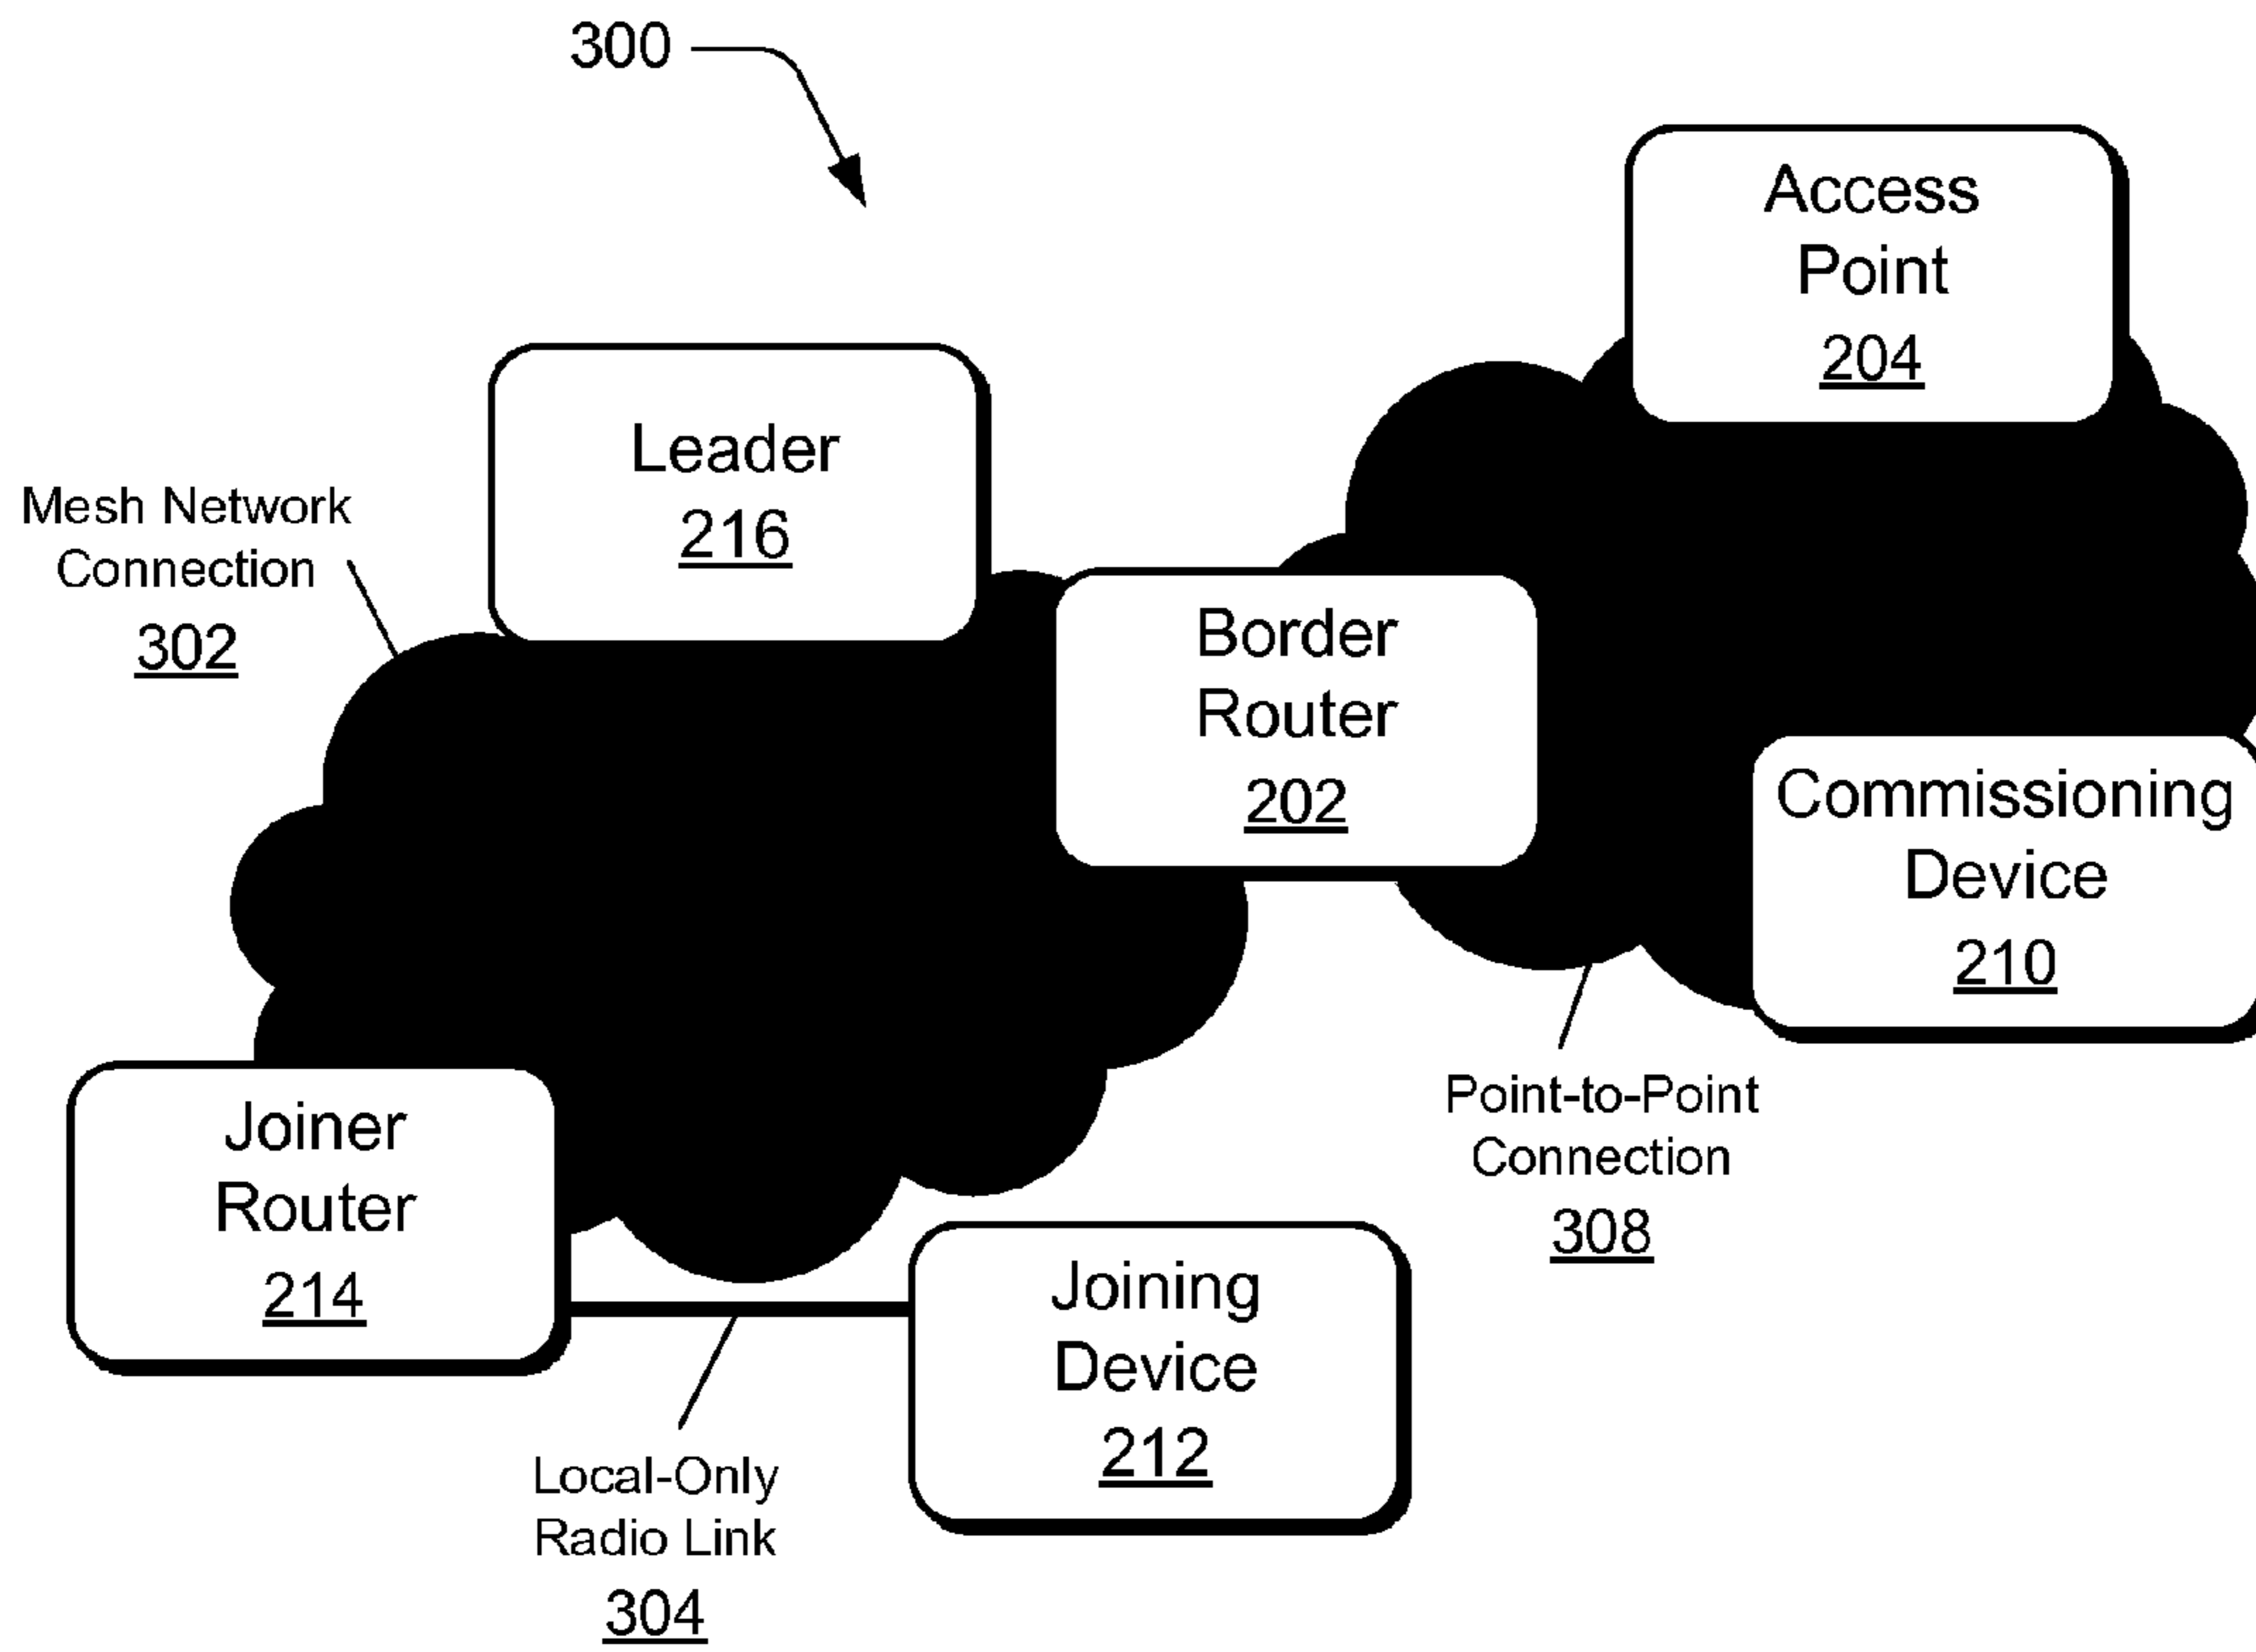 300
Access
Point
204
Leader
216
Mesh Network
Connection
302
Border
Router
202
Commissioning
Device
210
Joiner
Router
214
Point-to-Point
Connection
308
Joining
Device
212
Local-Only
Radio Link
304